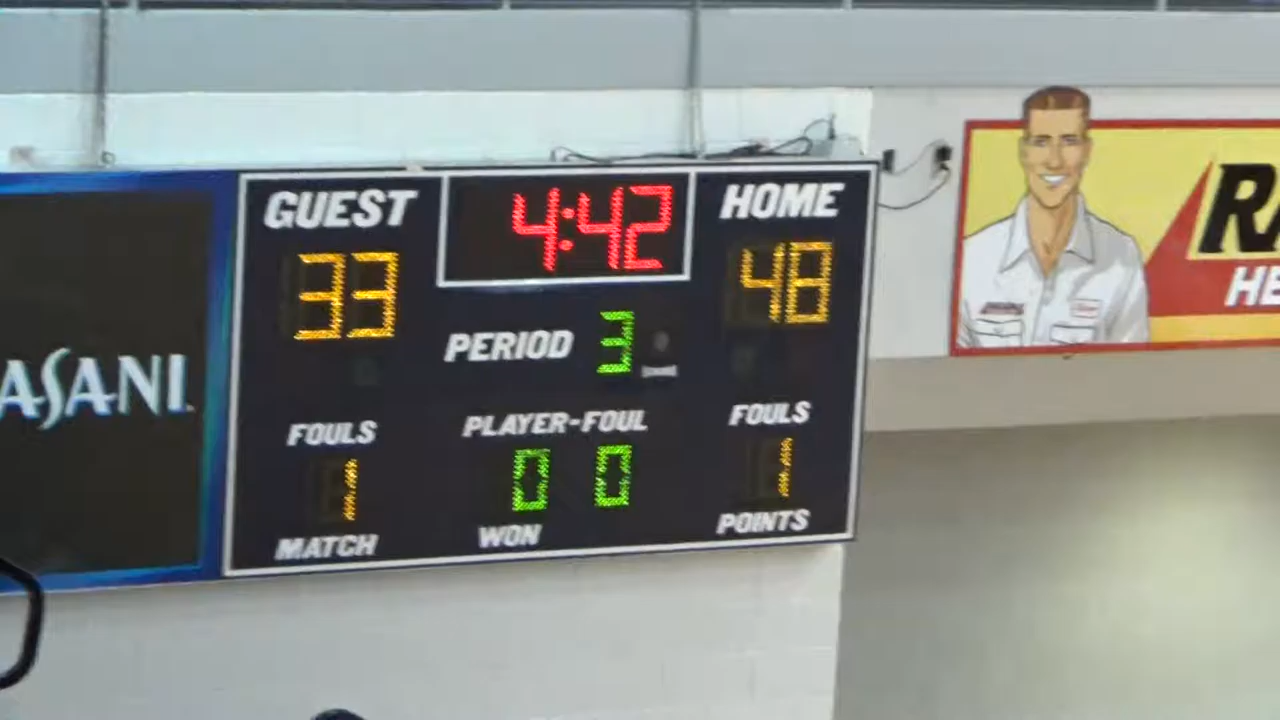 ASANI
GUEST
4:42
HOME
33
48
PERIOD 3
FOULS
PLAYER-FOUL
FOULS
1
0 0
1
MATCH
WON
POINTS
RA
HE